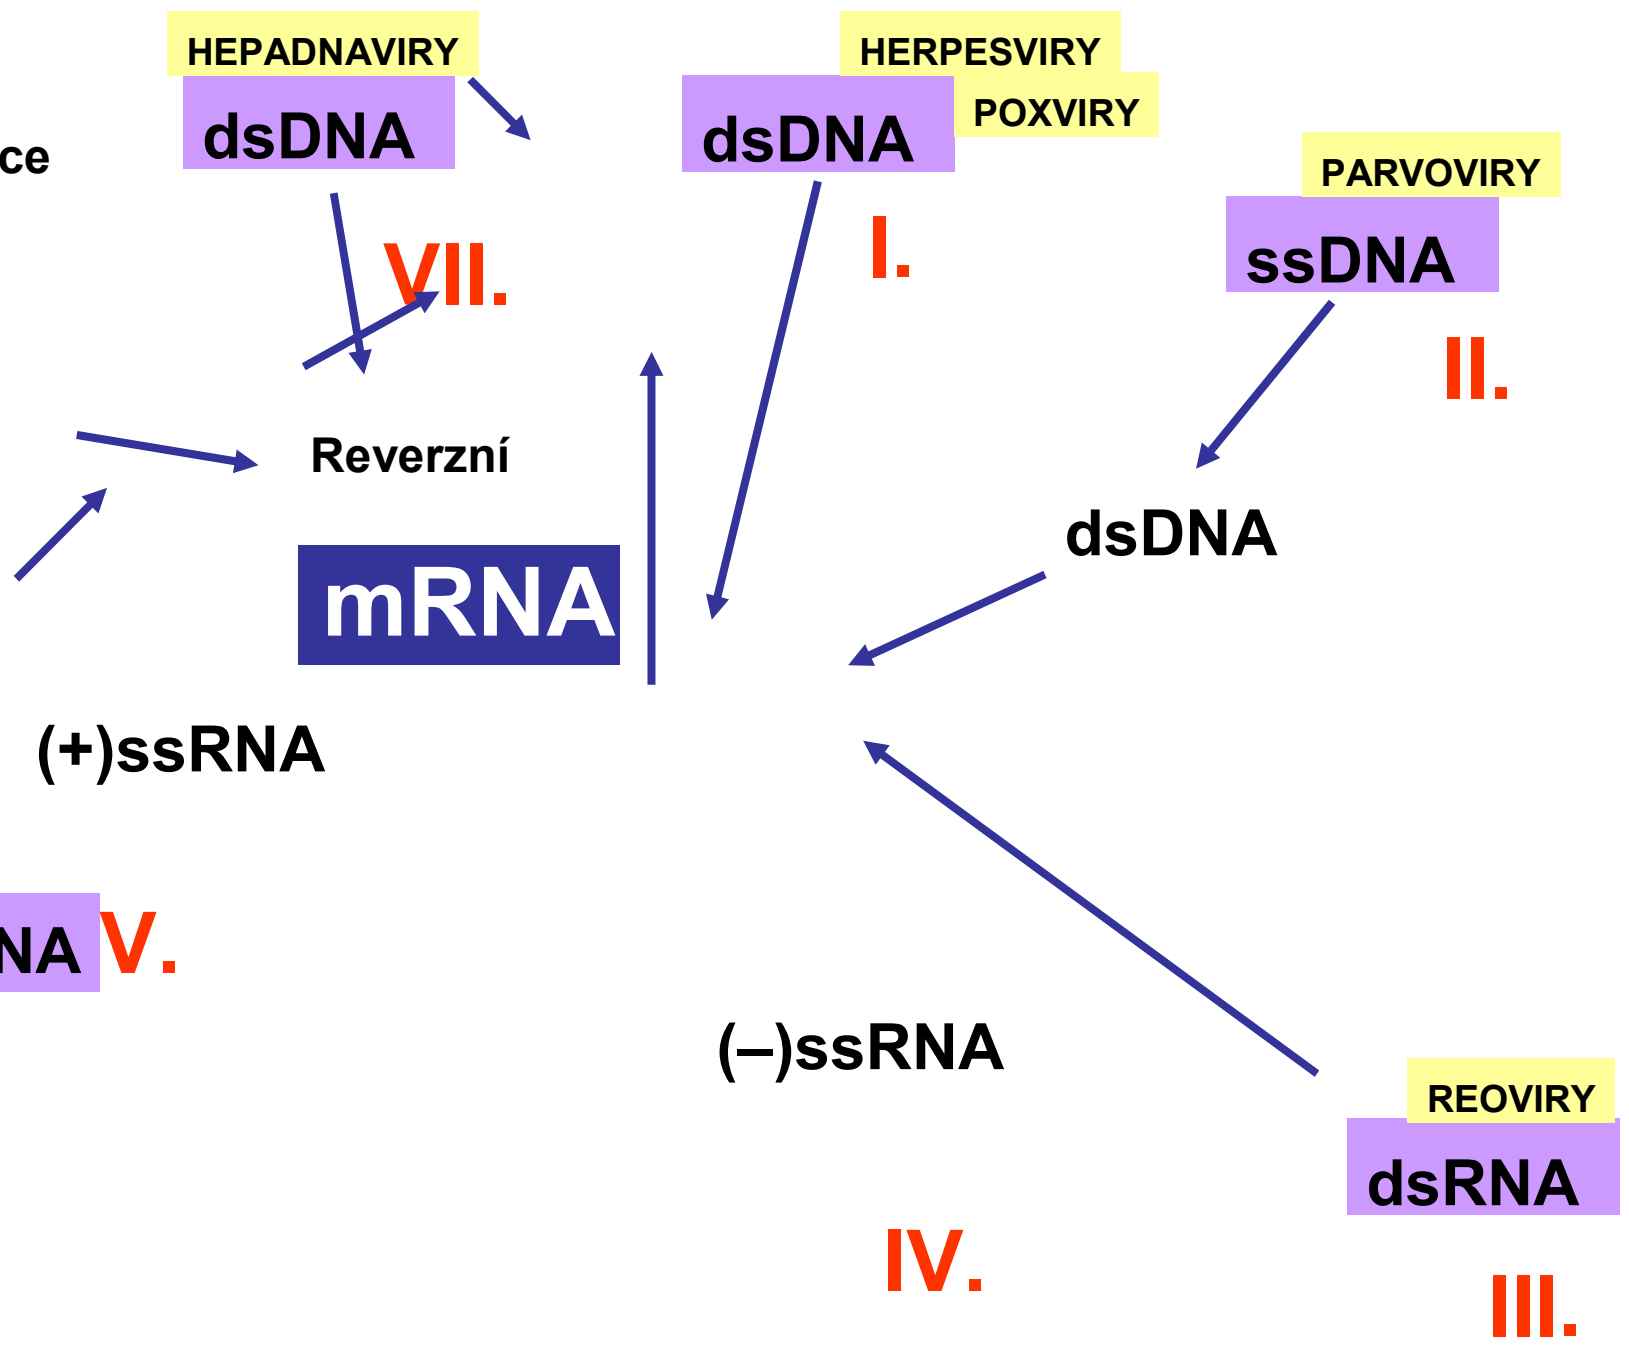 HEPADNAVIRY
dsDNA
HERPESVIRY
POXVIRY
dsDNA
PARVOVIRY
ssDNA
ce
VII.
I.
II.
Reverzní
dsDNA
mRNA
(+)ssRNA
NA V.
(–)ssRNA
REOVIRY
dsRNA
IV.
III.